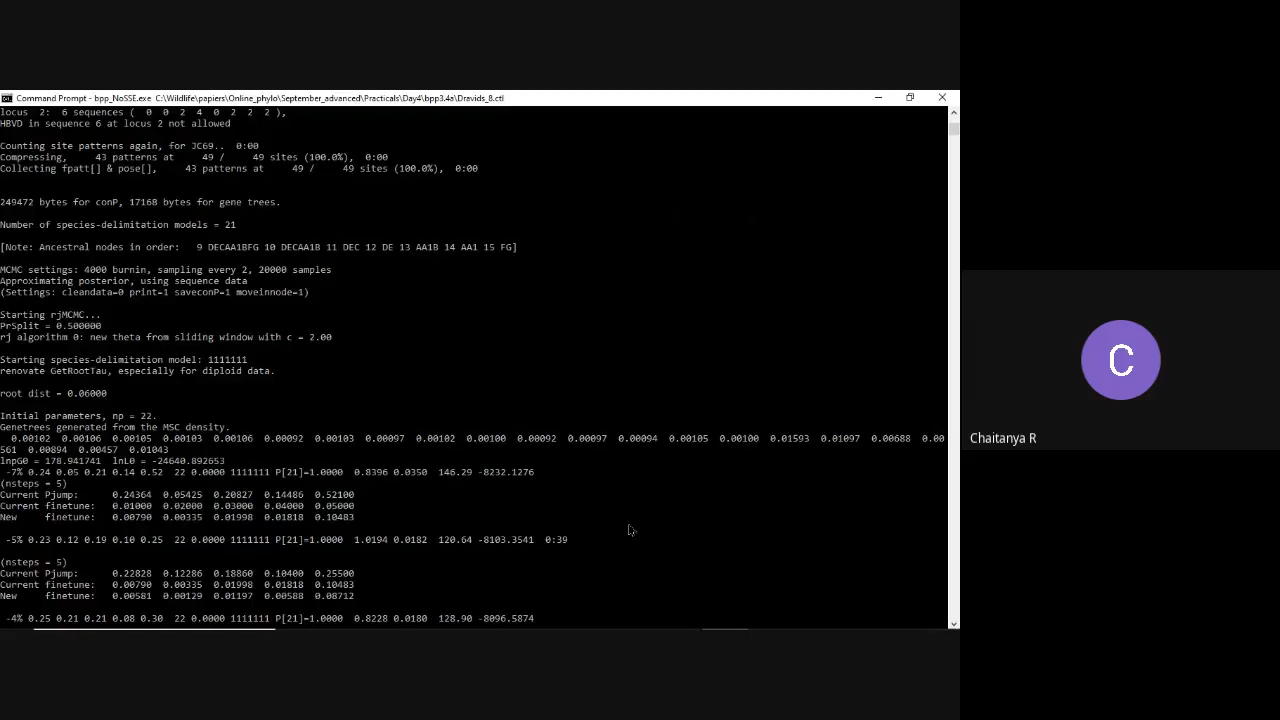 Command Prompt - bpp_NoSSE.exe C:\Wildlife\papiers\Online_phylo\September_advanced\Practicals\Day4\bpp3.4a\Dravids_8.ctl
locus 2: 6 sequences ( 0 0 2 4 0 2 2 2 ),
HBVD in sequence 6 at locus 2 not allowed
Counting site patterns again, for JC69.. 0:00
Compressing, 43 patterns at 49 / 49 sites (100.0%), 0:00
Collecting fpatt[] & pose[], 43 patterns at 49 / 49 sites (100.0%), 0:00
249472 bytes for conP, 17168 bytes for gene trees.
Number of species-delimitation models = 21
[Note: Ancestral nodes in order: 9 DECAA1BFG 10 DECAA1B 11 DEC 12 DE 13 AA1B 14 AA1 15 FG]
MCMC settings: 4000 burnin, sampling every 2, 20000 samples
Approximating posterior, using sequence data
(Settings: cleandata=0 print=1 saveconP=1 moveinnode=1)
Starting rjMCMC...
PrSplit = 0.500000
rj algorithm 0: new theta from sliding window with c = 2.00
Starting species-delimitation model: 1111111
renovate GetRootTau, especially for diploid data.
root dist = 0.06000
Initial parameters, np = 22.
Genetrees generated from the MSC density.
0.00102 0.00106 0.00105 0.00103 0.00106 0.00092 0.00103 0.00097 0.00102 0.00100 0.00092 0.00097 0.00094 0.00105 0.00100 0.01593 0.01097 0.00688 0.00
561 0.00894 0.00457 0.01043
lnpG0 = 178.941741 lnL0 = -24640.892653
-7% 0.24 0.05 0.21 0.14 0.52 22 0.0000 1111111 P[21]=1.0000 0.8396 0.0350 146.29 -8232.1276
(nsteps = 5)
Current Pjump: 0.24364 0.05425 0.20827 0.14486 0.52100
Current finetune: 0.01000 0.02000 0.03000 0.04000 0.05000
New finetune: 0.00790 0.00335 0.01998 0.01818 0.10483
-5% 0.23 0.12 0.19 0.10 0.25 22 0.0000 1111111 P[21]=1.0000 1.0194 0.0182 120.64 -8103.3541 0:39
(nsteps = 5)
Current Pjump: 0.22828 0.12286 0.18860 0.10400 0.25500
Current finetune: 0.00790 0.00335 0.01998 0.01818 0.10483
New finetune: 0.00581 0.00129 0.01197 0.00588 0.08712
-4% 0.25 0.21 0.21 0.08 0.30 22 0.0000 1111111 P[21]=1.0000 0.8228 0.0180 128.90 -8096.5874
C
Chaitanya R